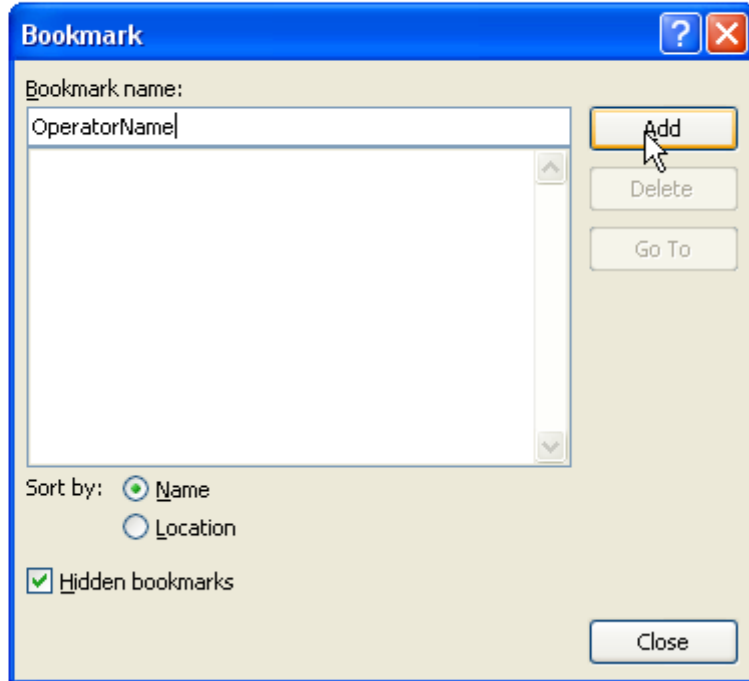 Bookmark
Bookmark name:
OperatorName
Add
Delete
Go To
Sort by: Name
Location
Hidden bookmarks
Close